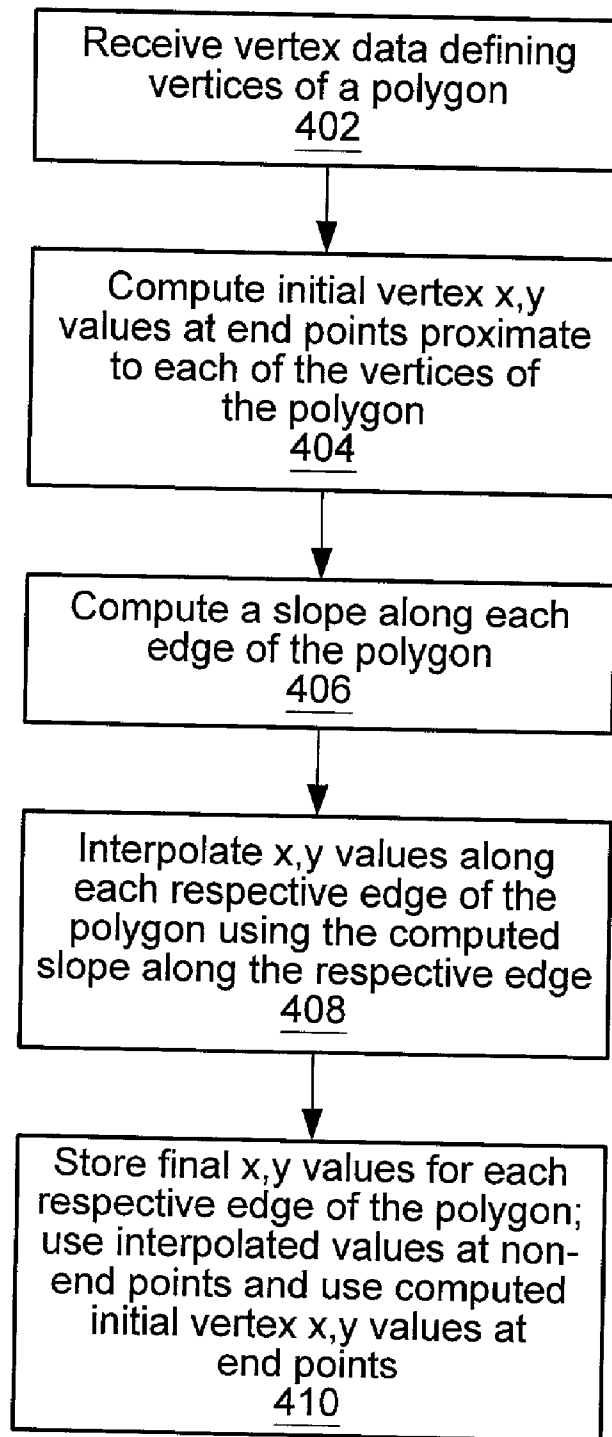 Receive vertex data defining
vertices of a polygon
402
Compute initial vertex x,y
values at end points proximate
to each of the vertices of
the polygon
404
Compute a slope along each
edge of the polygon
406
Interpolate x,y values along
each respective edge of the
polygon using the computed
slope along the respective edge
408
Store final x,y values for each
respective edge of the polygon;
use interpolated values at non-
end points and use computed
initial vertex x,y values at
end points
410